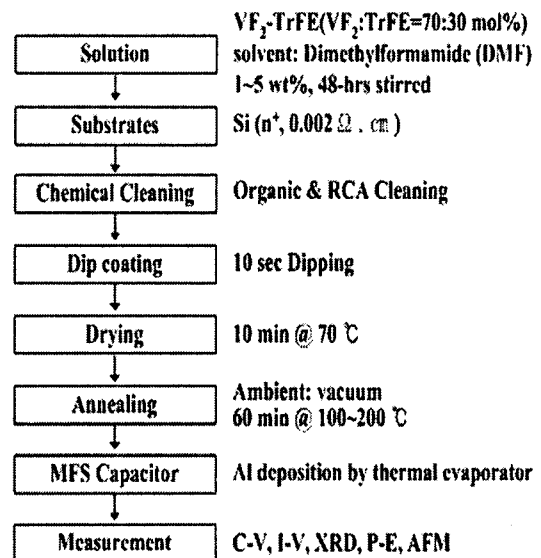 VF₂-TrFE(VF₂:TrFE=70:30 mol%)
Solution
solvent: Dimethylformamide (DMF)
1~5 wt%, 48-hrs stirred
Substrates
Si (n⁺, 0.002 Ω . cm)
Chemical Cleaning
Organic & RCA Cleaning
Dip coating
10 sec Dipping
Drying
10 min @ 70 ℃
Annealing
Ambient: vacuum
60 min @ 100~200 ℃
MFS Capacitor
Al deposition by thermal evaporator
Measurement
C-V, I-V, XRD, P-E, AFM